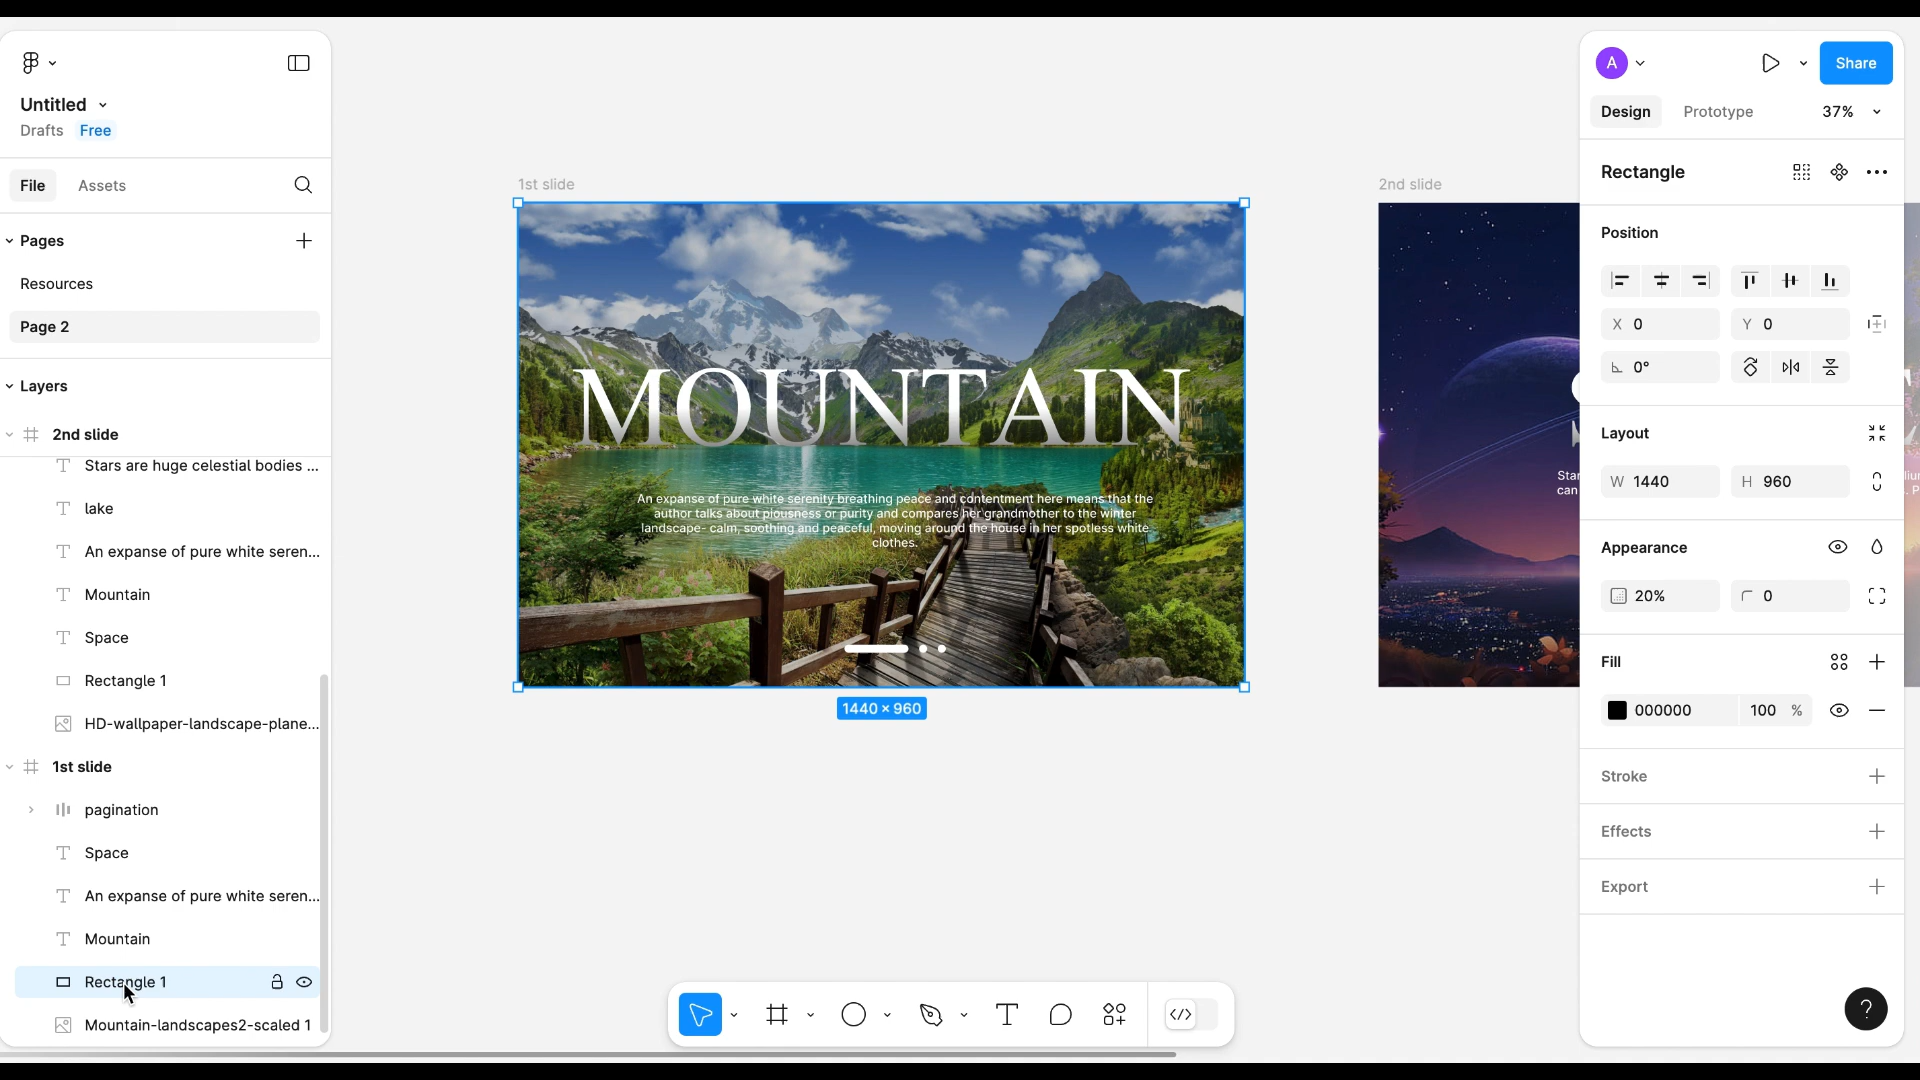 Untitled
Drafts Free
File Assets
Pages
Resources
Page 2
Layers
2nd slide
Stars are huge celestial bodies ...
lake
An expanse of pure white seren...
Mountain
Space
Rectangle 1
HD-wallpaper-landscape-plane...
1st slide
pagination
Space
An expanse of pure white seren...
Mountain
Rectangle 1
Mountain-landscapes2-scaled 1
1st slide
MOUNTAIN
An expanse of pure white serenity breathing peace and contentment here means that the
author talks about piousness or purity and compares her grandmother to the winter
landscape- calm, soothing and peaceful, moving around the house in her spotless white
clothes.
1440 × 960
2nd slide
Star
can
A
Share
Design Prototype 37%
Rectangle
Position
X 0 Y 0
0°
Layout
W 1440 H 960
Appearance
20% 0
Fill
000000 100 %
Stroke
Effects
Export
?